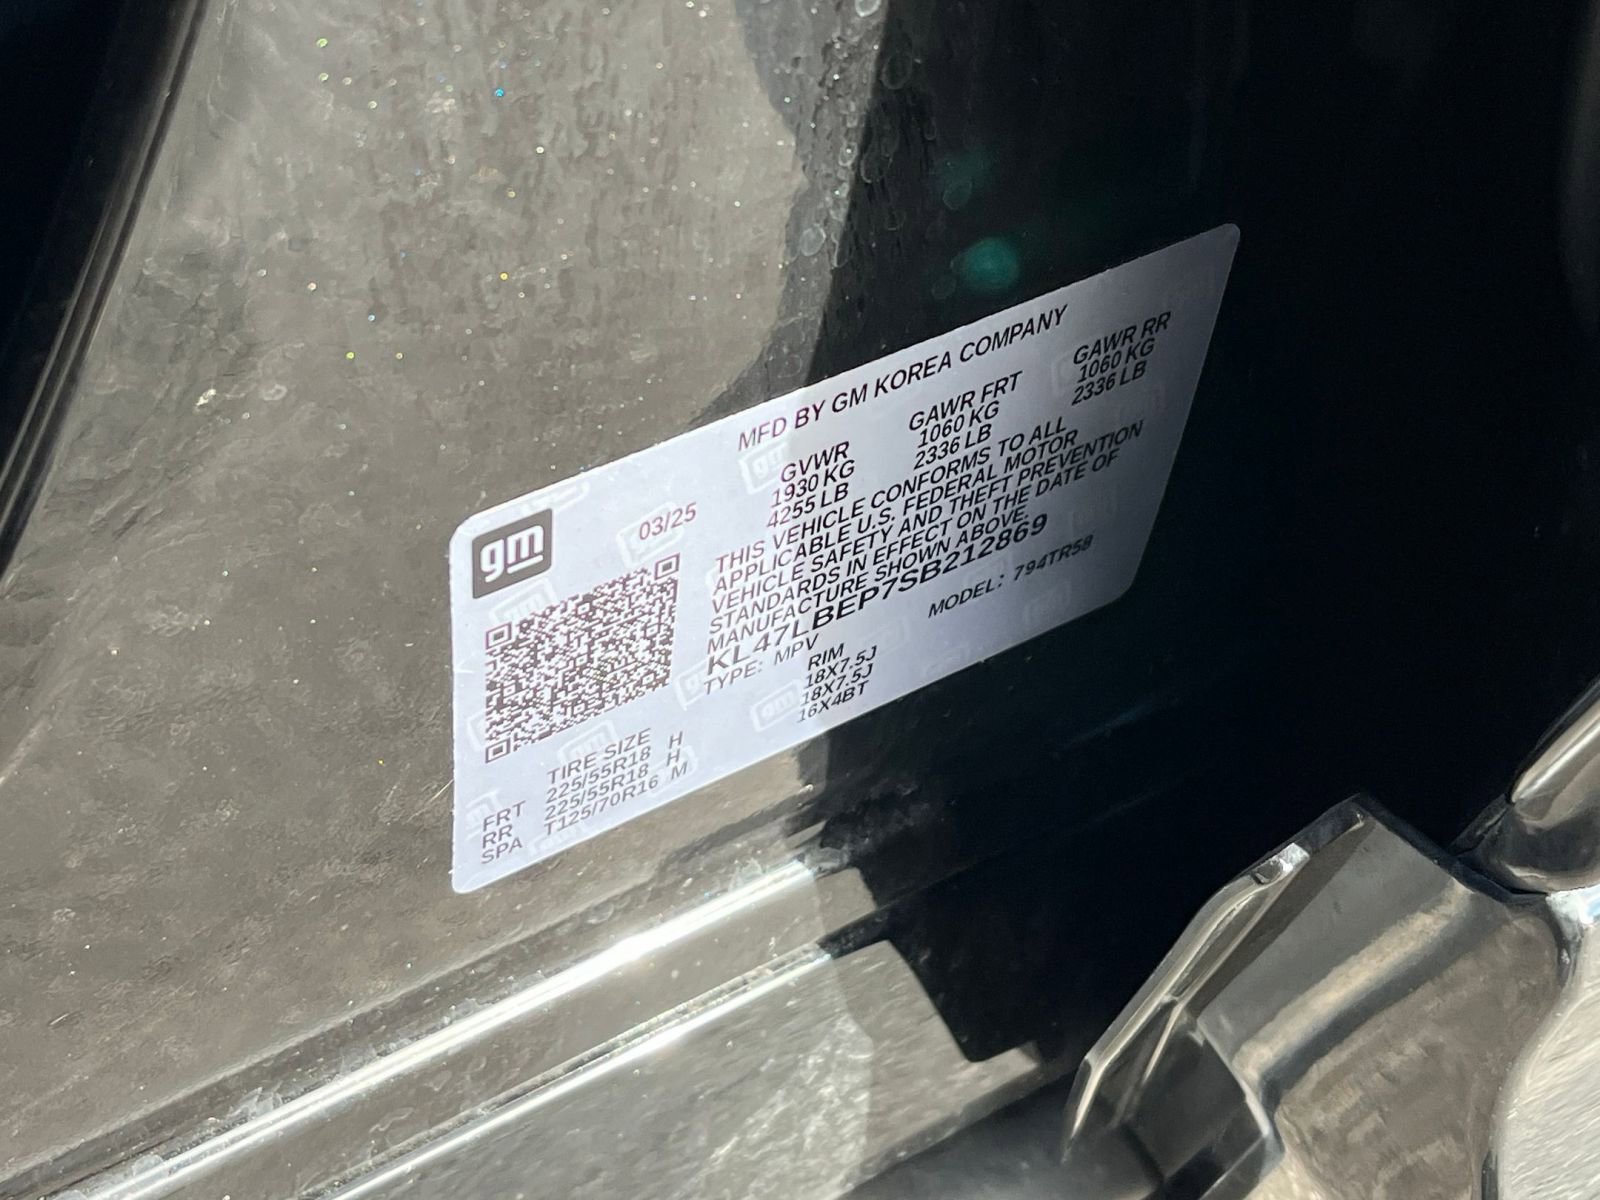 MFD BY GM KOREA COMPANY
gm
03/25
GVWR GAWR FRT GAWR RR
1930 KG 1060 KG 1060 KG
4255 LB 2336 LB 2336 LB
THIS VEHICLE CONFORMS TO ALL
APPLICABLE U.S. FEDERAL MOTOR
VEHICLE SAFETY AND THEFT PREVENTION
STANDARDS IN EFFECT ON THE DATE OF
MANUFACTURE SHOWN ABOVE.
KL47LBEP7SB212869
TYPE: MPV MODEL: 794TR58
TIRE SIZE RIM
FRT 225/55R18 H 18X7.5J
RR 225/55R18 H 18X7.5J
SPA T125/70R16 M 16X4BT